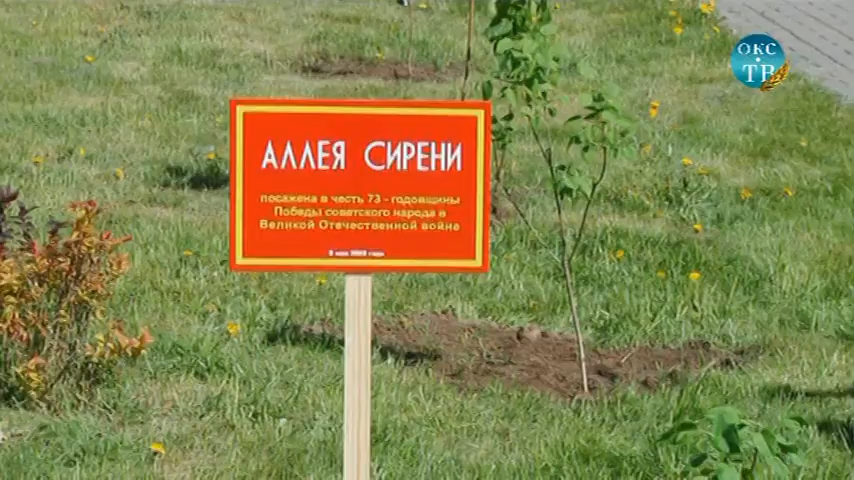 ОКС
ТВ
АЛЛЕЯ СИРЕНИ
посажена в честь 73 - годовщины
Победы советского народа в
Великой Отечественной войне